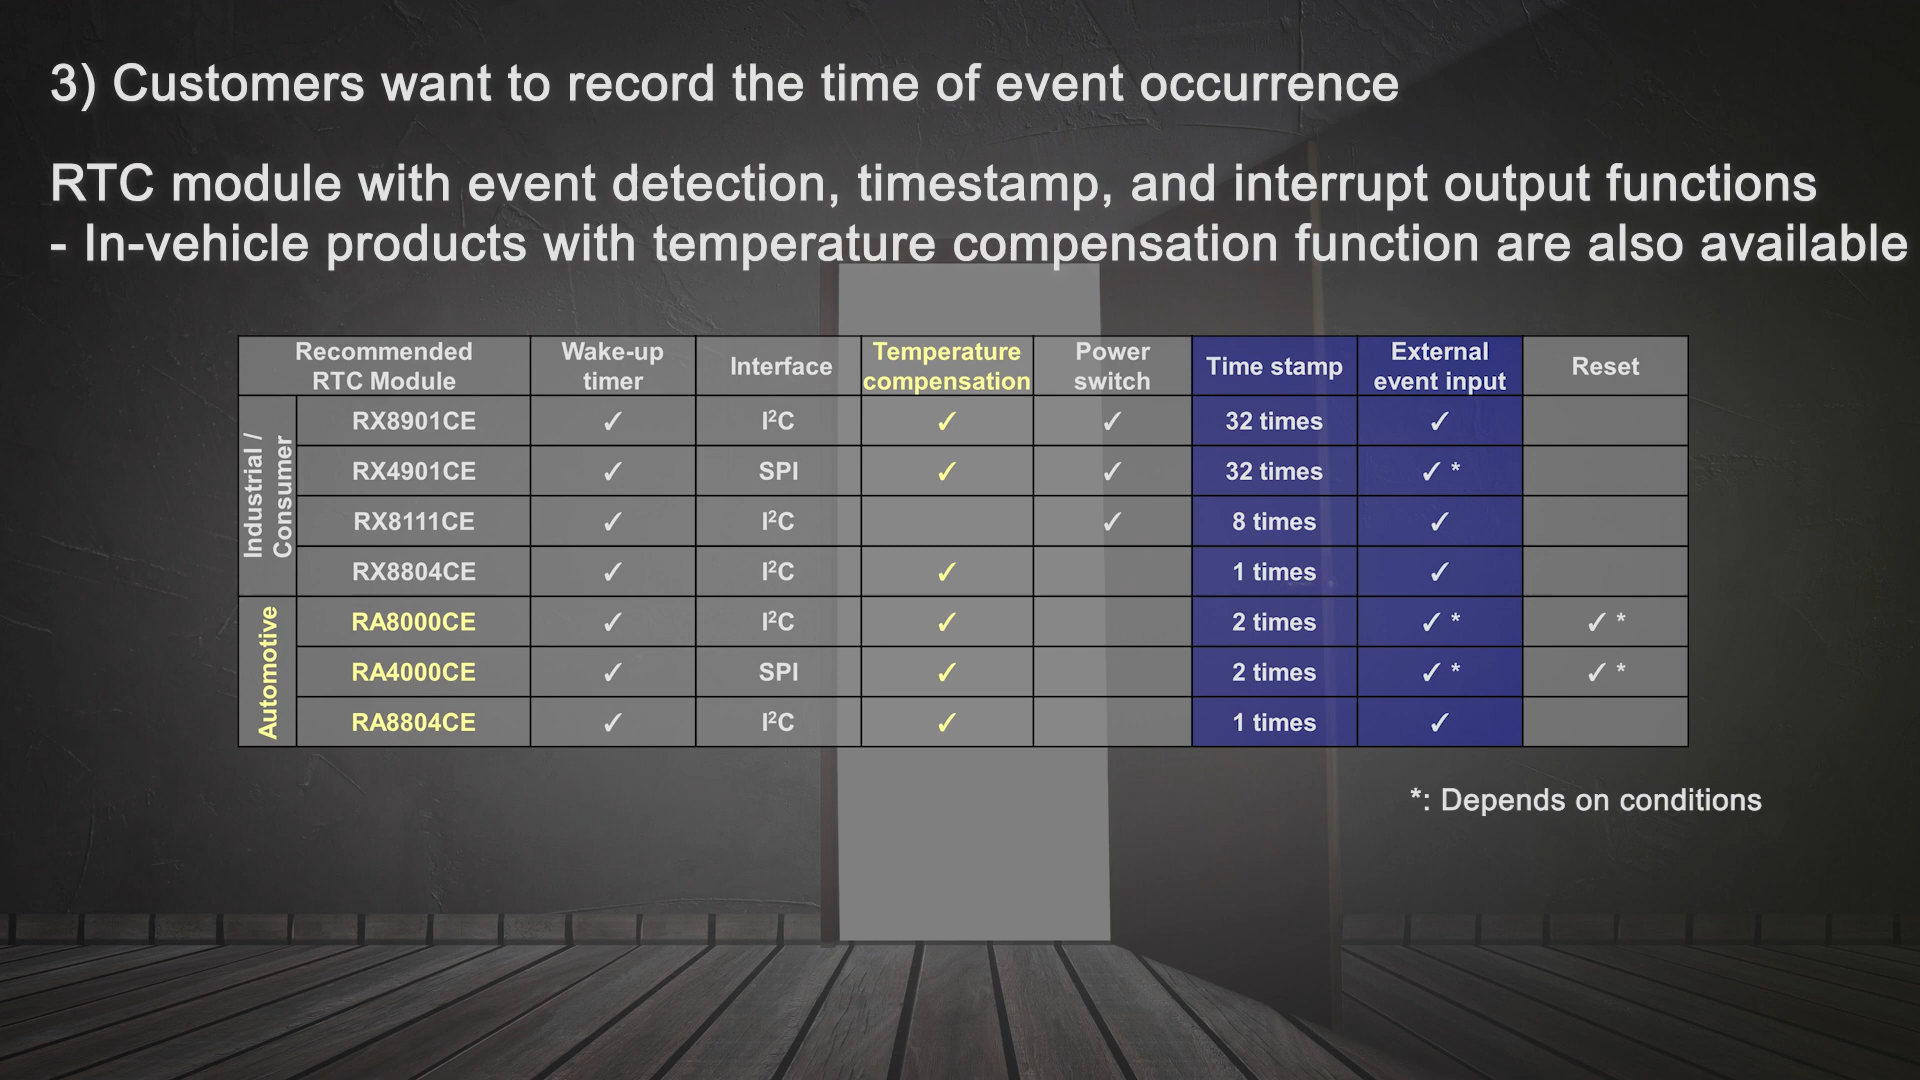 3) Customers want to record the time of event occurrence
RTC module with event detection, timestamp, and interrupt output functions
- In-vehicle products with temperature compensation function are also available
Recommended RTC Module Wake-up timer Interface Temperature compensation Power switch Time stamp External event input Reset
Industrial / Consumer
RX8901CE ✓ I²C ✓ ✓ 32 times ✓
RX4901CE ✓ SPI ✓ ✓ 32 times ✓ *
RX8111CE ✓ I²C ✓ 8 times ✓
RX8804CE ✓ I²C ✓ 1 times ✓
Automotive
RA8000CE ✓ I²C ✓ 2 times ✓ * ✓ *
RA4000CE ✓ SPI ✓ 2 times ✓ * ✓ *
RA8804CE ✓ I²C ✓ 1 times ✓
*: Depends on conditions